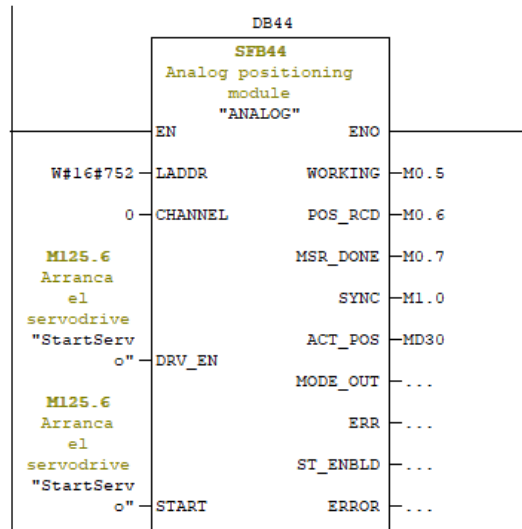 DB44
SFB44
Analog positioning
module
"ANALOG"
EN ENO
W#16#752 LADDR WORKING M0.5
0 CHANNEL POS_RCD M0.6
M125.6 MSR_DONE M0.7
Arranca
el SYNC M1.0
servodrive
"StartServ ACT_POS MD30
o" DRV_EN
MODE_OUT ...
M125.6
Arranca ERR ...
el
servodrive ST_ENBLD ...
"StartServ
o" START ERROR ...